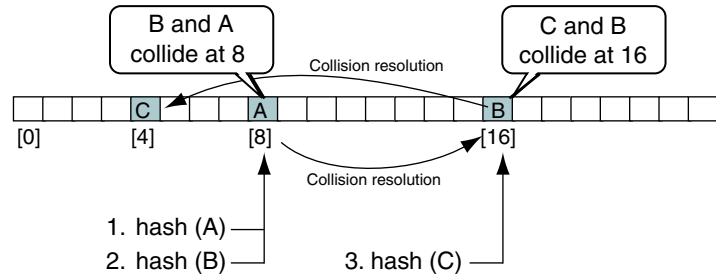 B and A
collide at 8
C and B
collide at 16
Collision resolution
C
A
B
[0]
[4]
[8]
[16]
Collision resolution
1. hash (A)
2. hash (B)
3. hash (C)